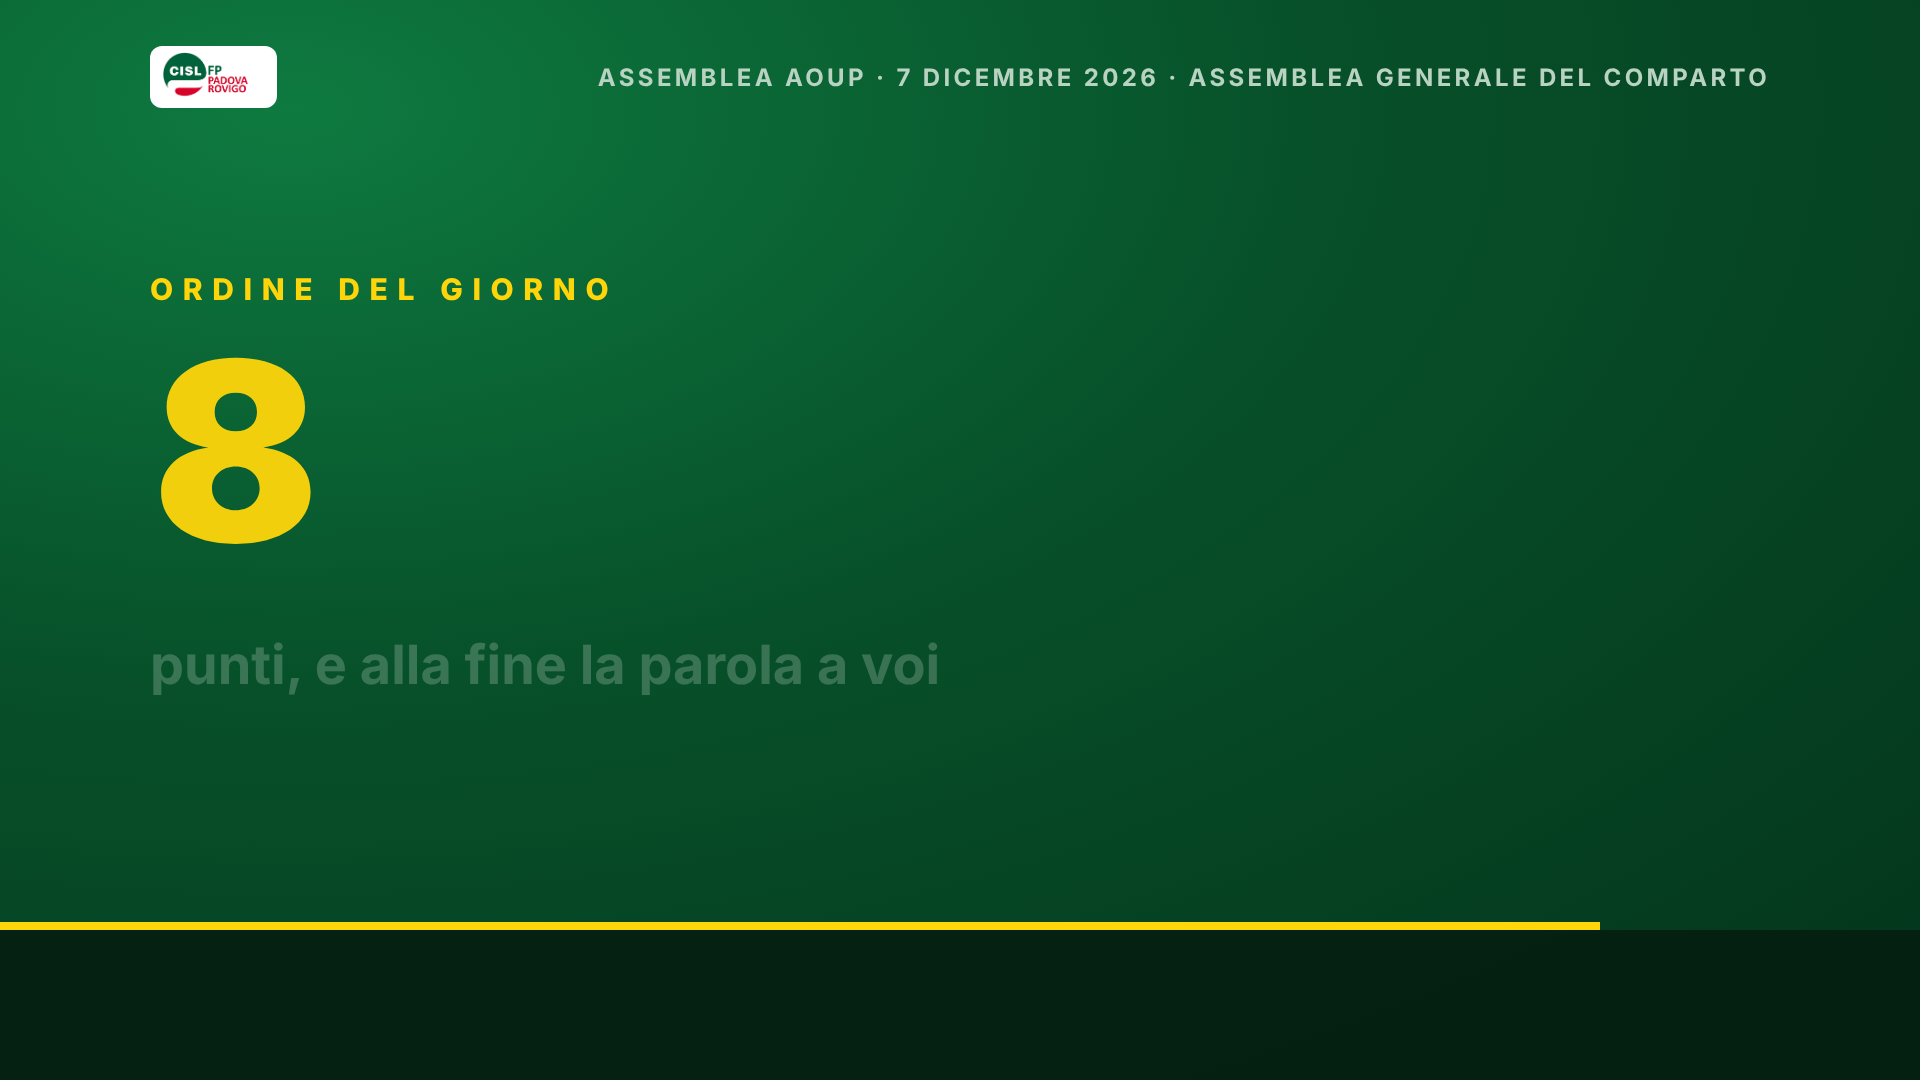 CISL FP
PADOVA
ROVIGO
ASSEMBLEA AOUP · 7 DICEMBRE 2026 · ASSEMBLEA GENERALE DEL COMPARTO
ORDINE DEL GIORNO
8
punti, e alla fine la parola a voi